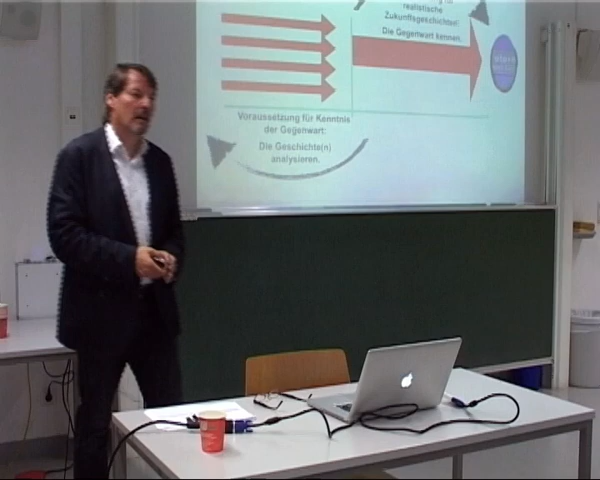 realistische
Zukunftsgeschichte(n):
Die Gegenwart kennen.
Voraussetzung für Kenntnis
der Gegenwart:
Die Geschichte(n)
analysieren.